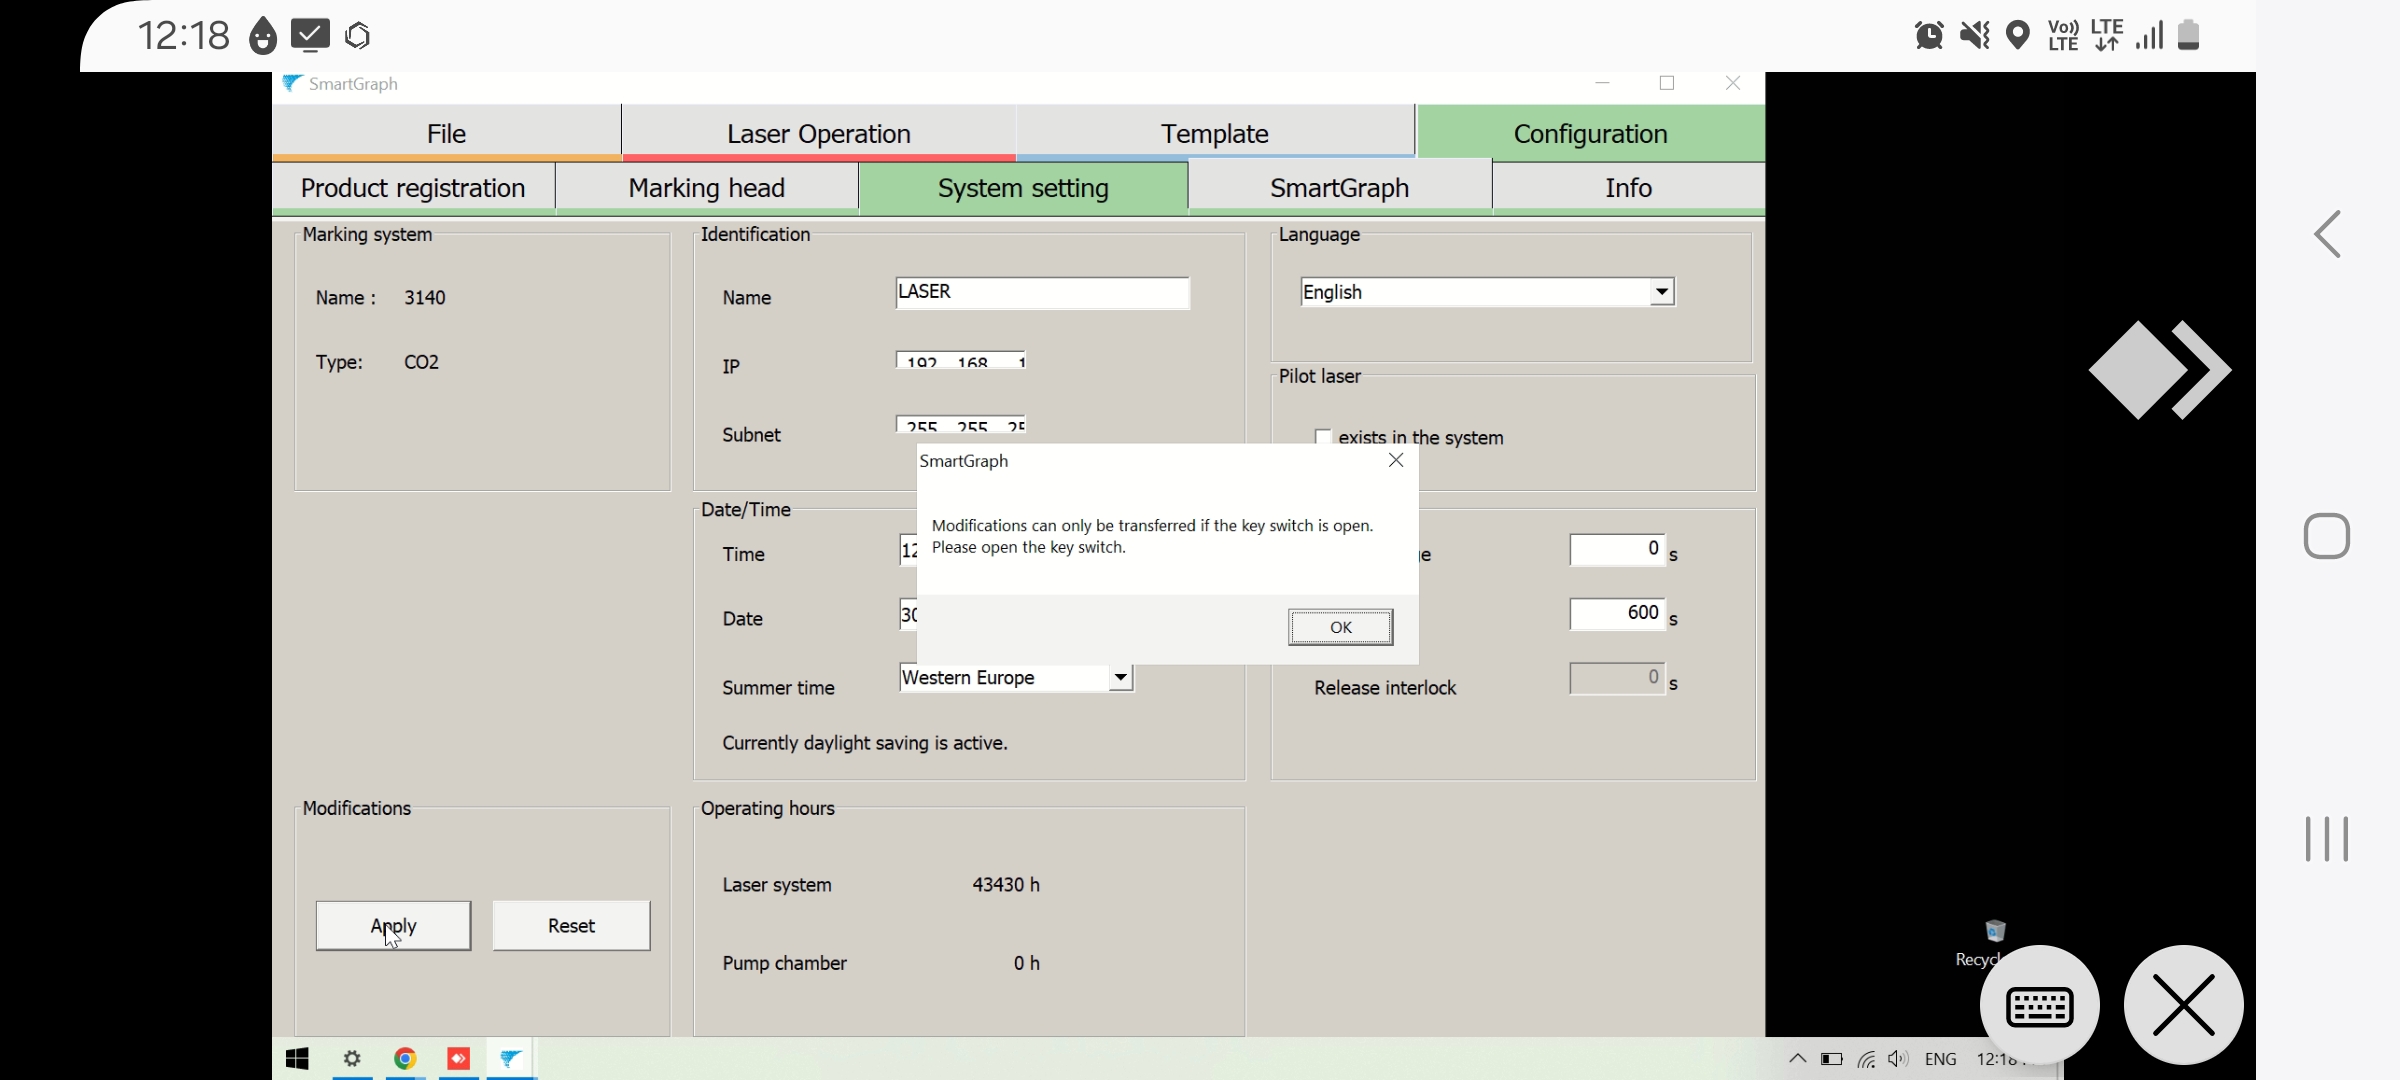 12:18
Vo)) LTE LTE
SmartGraph
File Laser Operation Template Configuration
Product registration Marking head System setting SmartGraph Info
Marking system Identification Language
Name : 3140 Name LASER English
Type: CO2 IP 192 168 1
Pilot laser
Subnet 255 255 25 exists in the system
SmartGraph
Modifications can only be transferred if the key switch is open.
Please open the key switch.
OK
Date/Time
Time 12 e 0 s
Date 30 600 s
Summer time Western Europe Release interlock 0 s
Currently daylight saving is active.
Modifications Operating hours
Laser system 43430 h
Apply Reset
Pump chamber 0 h
Recycl
ENG 12:18